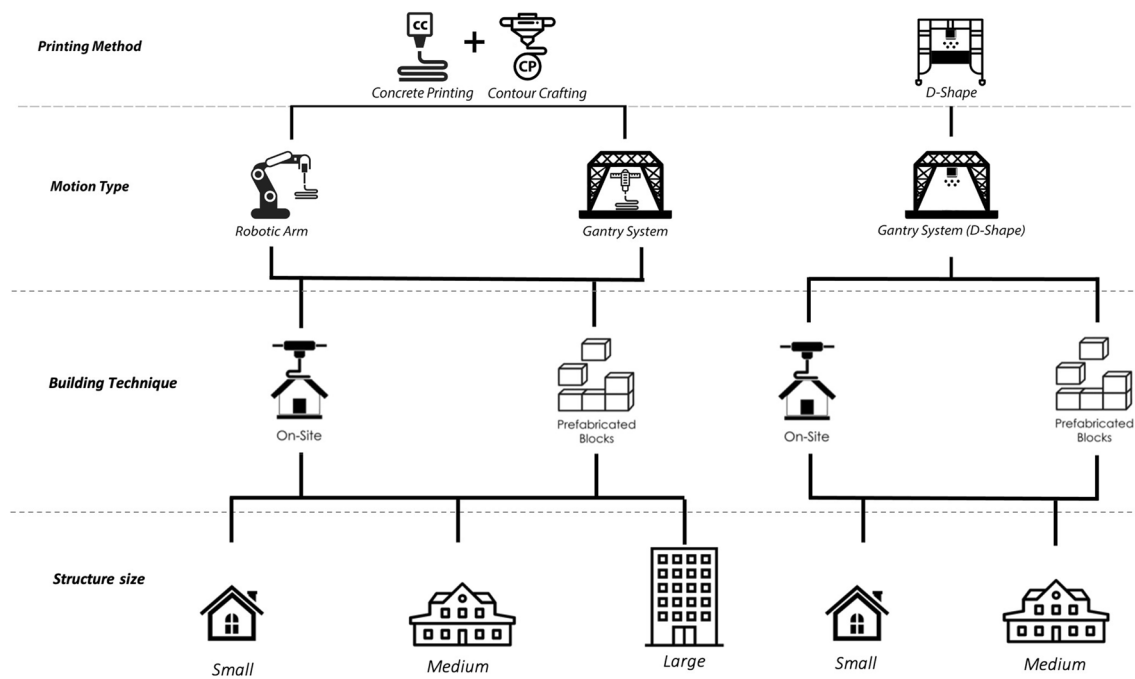 Printing Method
CC
CP
Concrete Printing
Contour Crafting
D-Shape
Motion Type
Robotic Arm
Gantry System
Gantry System (D-Shape)
Building Technique
On-Site
Prefabricated
Blocks
On-Site
Prefabricated
Blocks
Structure size
Small
Medium
Large
Small
Medium